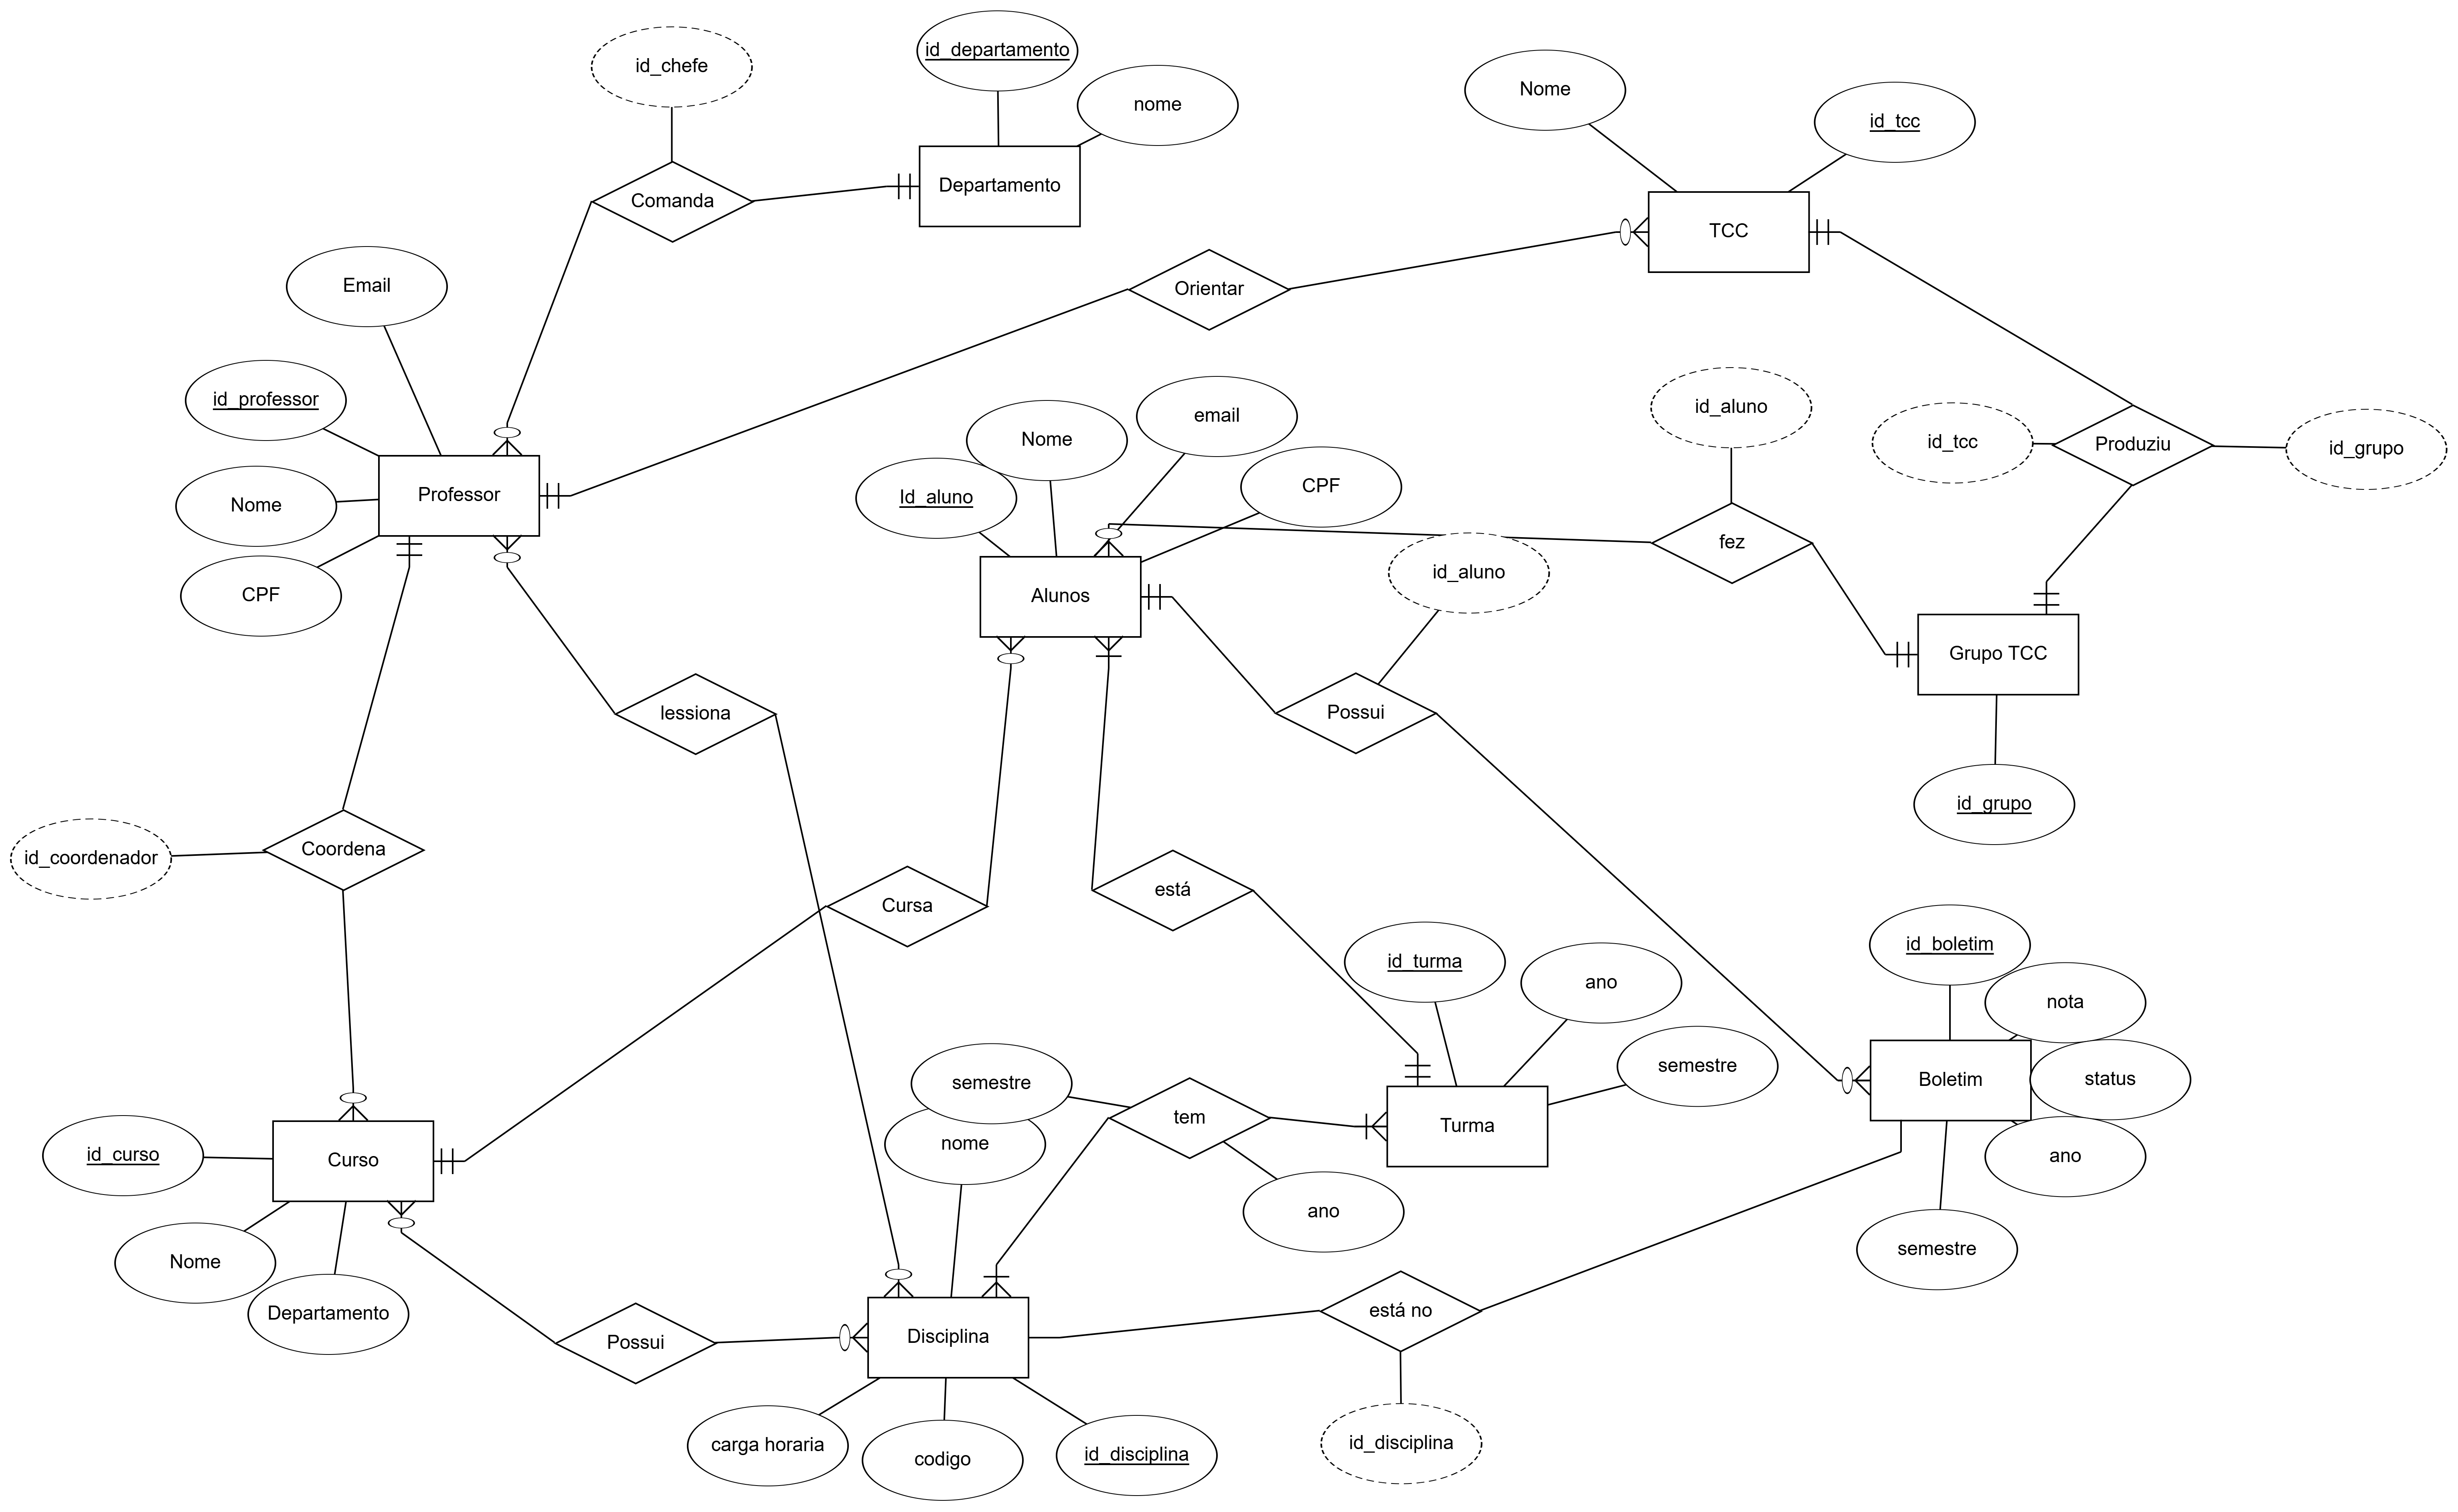 id_departamento
id_chefe
nome
Nome
id_tcc
Departamento
Comanda
TCC
Email
Orientar
id_professor
id_aluno
email
Nome
id_tcc
Produziu
id_grupo
CPF
Id_aluno
Professor
Nome
fez
id_aluno
CPF
Alunos
Grupo TCC
lessiona
Possui
id_grupo
Coordena
id_coordenador
está
Cursa
id_boletim
id_turma
ano
nota
semestre
semestre
Boletim
status
tem
Turma
nome
id_curso
Curso
ano
ano
semestre
Nome
Departamento
está no
Disciplina
Possui
carga horaria
codigo
id_disciplina
id_disciplina